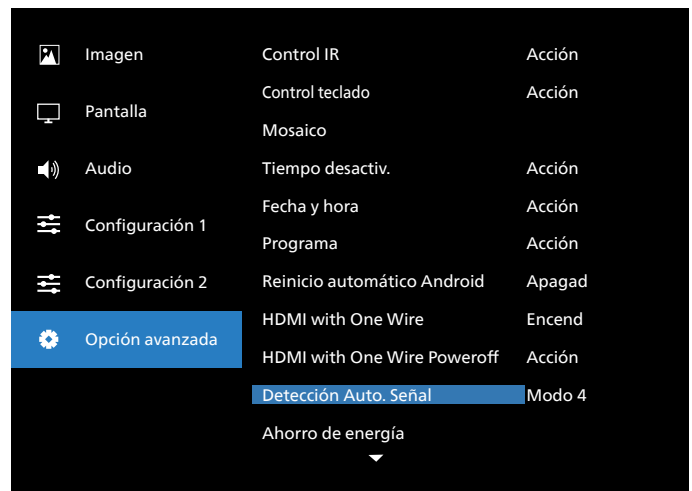 Imagen
Pantalla
Audio
Configuración 1
Configuración 2
Opción avanzada
Control IR Acción
Control teclado Acción
Mosaico
Tiempo desactiv. Acción
Fecha y hora Acción
Programa Acción
Reinicio automático Android Apagad
HDMI with One Wire Encend
HDMI with One Wire Poweroff Acción
Detección Auto. Señal Modo 4
Ahorro de energía